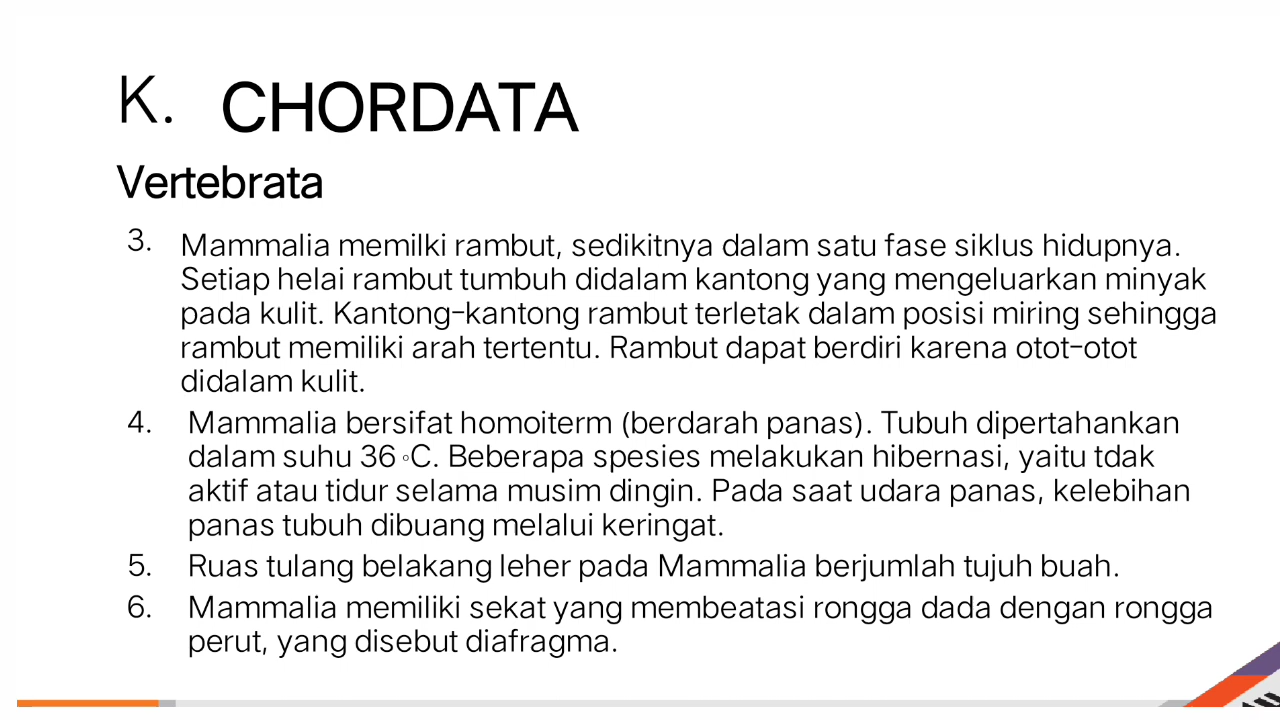 K. CHORDATA
Vertebrata
3. Mammalia memilki rambut, sedikitnya dalam satu fase siklus hidupnya.
Setiap helai rambut tumbuh didalam kantong yang mengeluarkan minyak
pada kulit. Kantong-kantong rambut terletak dalam posisi miring sehingga
rambut memiliki arah tertentu. Rambut dapat berdiri karena otot-otot
didalam kulit.
4. Mammalia bersifat homoiterm (berdarah panas). Tubuh dipertahankan
dalam suhu 36 °C. Beberapa spesies melakukan hibernasi, yaitu tdak
aktif atau tidur selama musim dingin. Pada saat udara panas, kelebihan
panas tubuh dibuang melalui keringat.
5. Ruas tulang belakang leher pada Mammalia berjumlah tujuh buah.
6. Mammalia memiliki sekat yang membeatasi rongga dada dengan rongga
perut, yang disebut diafragma.